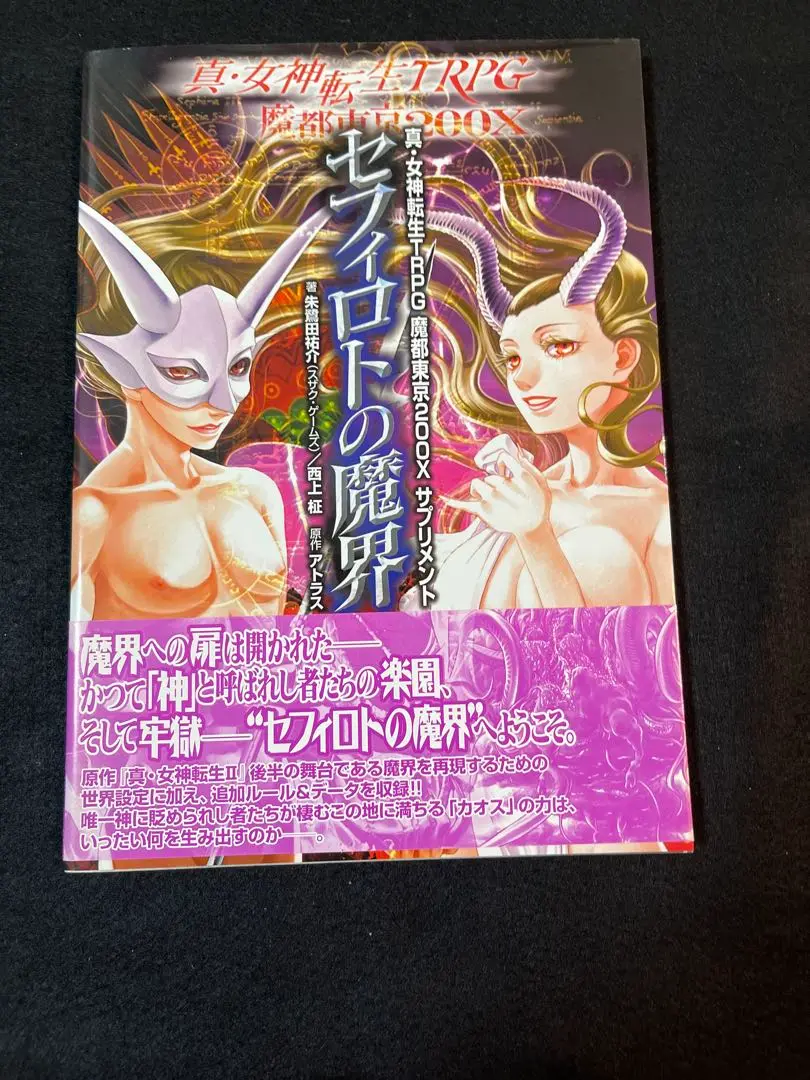 真・女神転生TRPG
魔都東京200X
真・女神転生TRPG 魔都東京200X サプリメント
セフィロトの魔界
著 朱鷺田祐介(スザク・ゲームズ)/西上 柾 原作 アトラス
魔界への扉は開かれた――
かつて「神」と呼ばれし者たちの楽園、
そして牢獄――“セフィロトの魔界”へようこそ。
原作『真・女神転生II』後半の舞台である魔界を再現するための
世界設定に加え、追加ルール&データを収録!!
唯一神に貶められし者たちが棲むこの地に満ちる「カオス」の力は、
いったい何を生み出すのか――。